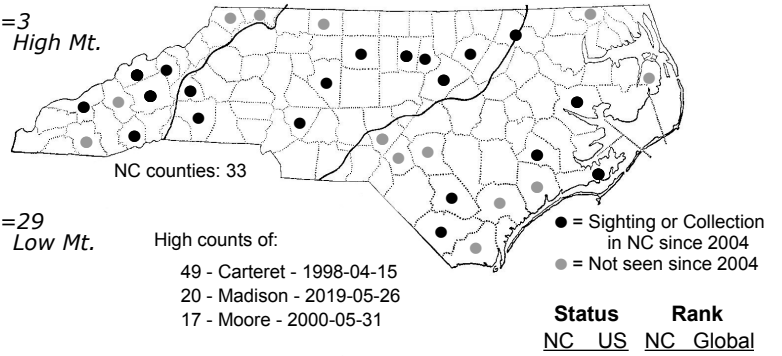 =3
High Mt.
NC counties: 33
=29
Low Mt.
High counts of:
49 - Carteret - 1998-04-15
20 - Madison - 2019-05-26
17 - Moore - 2000-05-31
= Sighting or Collection
in NC since 2004
= Not seen since 2004
Status Rank
NC US NC Global